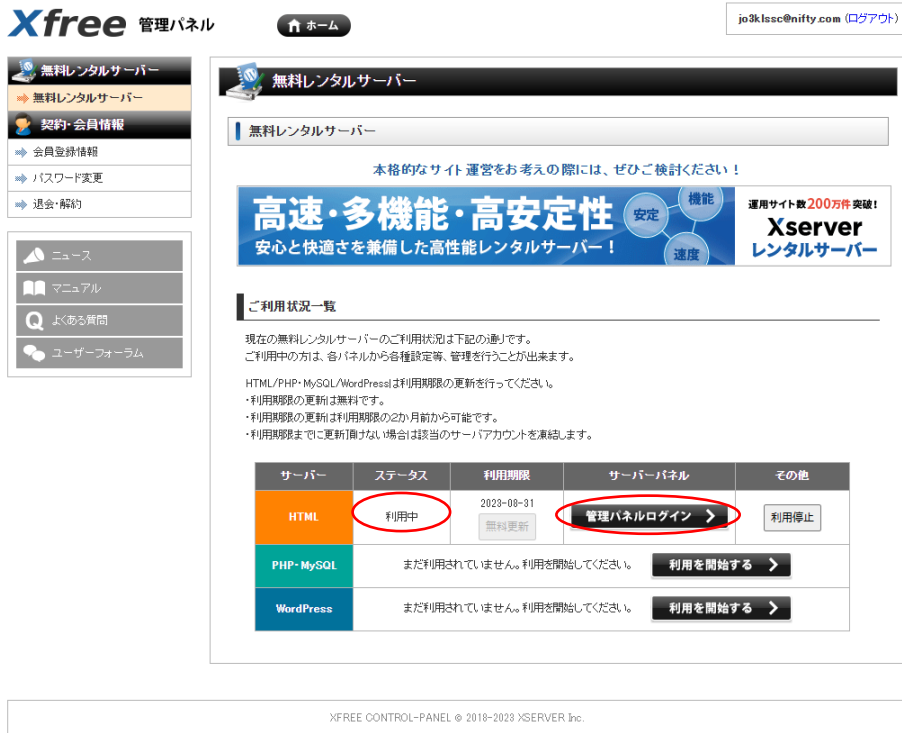 Xfree 管理パネル
ホーム
jo3klssc@nifty.com (ログアウト)
無料レンタルサーバー
無料レンタルサーバー
契約・会員情報
会員登録情報
パスワード変更
退会・解約
ニュース
マニュアル
よくある質問
ユーザーフォーラム
無料レンタルサーバー
無料レンタルサーバー
本格的なサイト運営をお考えの際には、ぜひご検討ください！
高速・多機能・高安定性
安心と快適さを兼備した高性能レンタルサーバー！
安定
機能
速度
運用サイト数200万件突破!
Xserver
レンタルサーバー
ご利用状況一覧
現在の無料レンタルサーバーのご利用状況は下記の通りです。
ご利用中の方は、各パネルから各種設定等、管理を行うことが出来ます。
HTML/PHP・MySQL/WordPressは利用期限の更新を行ってください。
・利用期限の更新は無料です。
・利用期限の更新は利用期限の2か月前から可能です。
・利用期限までに更新頂けない場合は該当のサーバアカウントを凍結します。
サーバー ステータス 利用期限 サーバーパネル その他
HTML 利用中 2023-08-31 無料更新 管理パネルログイン 利用停止
PHP・MySQL まだ利用されていません。利用を開始してください。 利用を開始する
WordPress まだ利用されていません。利用を開始してください。 利用を開始する
XFREE CONTROL-PANEL © 2018-2023 XSERVER Inc.